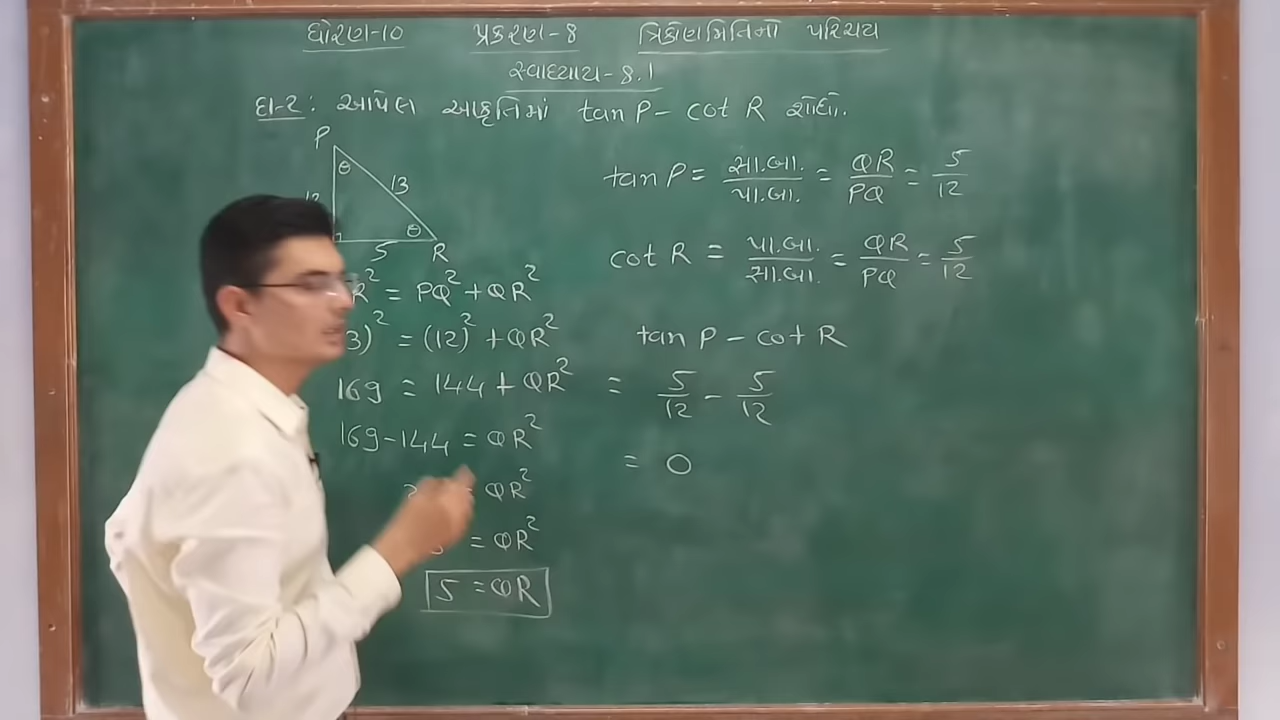 ધોરણ-૧૦ પ્રકરણ-8 ત્રિકોણમિતિનો પરિચય
સ્વાધ્યાય-8.1
દા-2: આપેલ આકૃતિમાં tan P - cot R શોધો.
P
θ
13
θ
5 R
R² = PQ² + QR²
3)² = (12)² + QR²
169 = 144 + QR²
169 - 144 = QR²
= QR²
= QR²
5 = QR
tan P = સા.બા./પા.બા. = QR/PQ = 5/12
cot R = પા.બા./સા.બા. = QR/PQ = 5/12
tan P - cot R
= 5/12 - 5/12
= 0